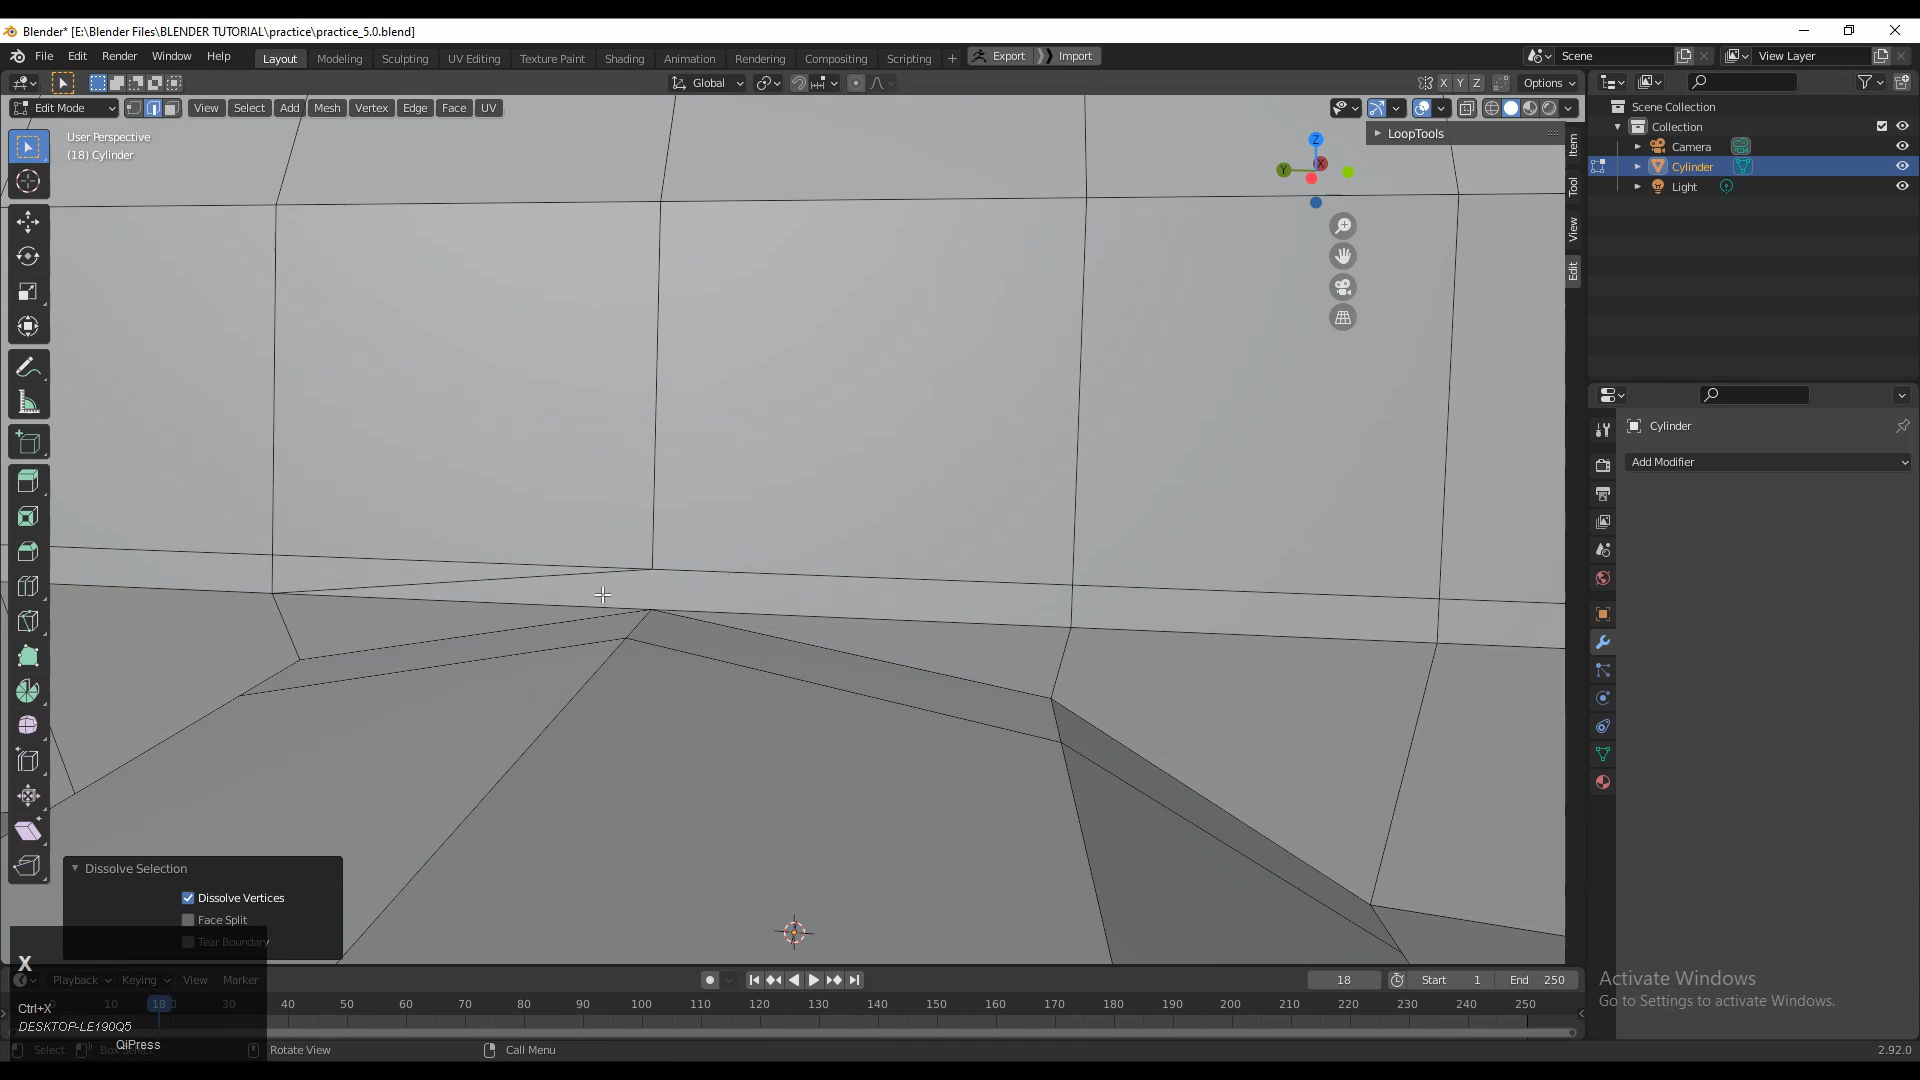 Blender* [E:\Blender Files\BLENDER TUTORIAL\practice\practice_5.0.blend]
File Edit Render Window Help Layout Modeling Sculpting UV Editing Texture Paint Shading Animation Rendering Compositing Scripting + Export Import Scene View Layer
Global X Y Z Options
Edit Mode View Select Add Mesh Vertex Edge Face UV
User Perspective
(18) Cylinder
LoopTools
Z
Y
X
Item
Tool
View
Edit
Scene Collection
Collection
Camera
Cylinder
Light
Cylinder
Add Modifier
Dissolve Selection
Dissolve Vertices
Face Split
Tear Boundary
X
Playback Keying View Marker 18 Start 1 End 250
0 10 18 30 40 50 60 70 80 90 100 110 120 130 140 150 160 170 180 190 200 210 220 230 240 250
Ctrl+X
DESKTOP-LE190Q5
QiPress
Select Box Select Rotate View Call Menu 2.92.0
Activate Windows
Go to Settings to activate Windows.